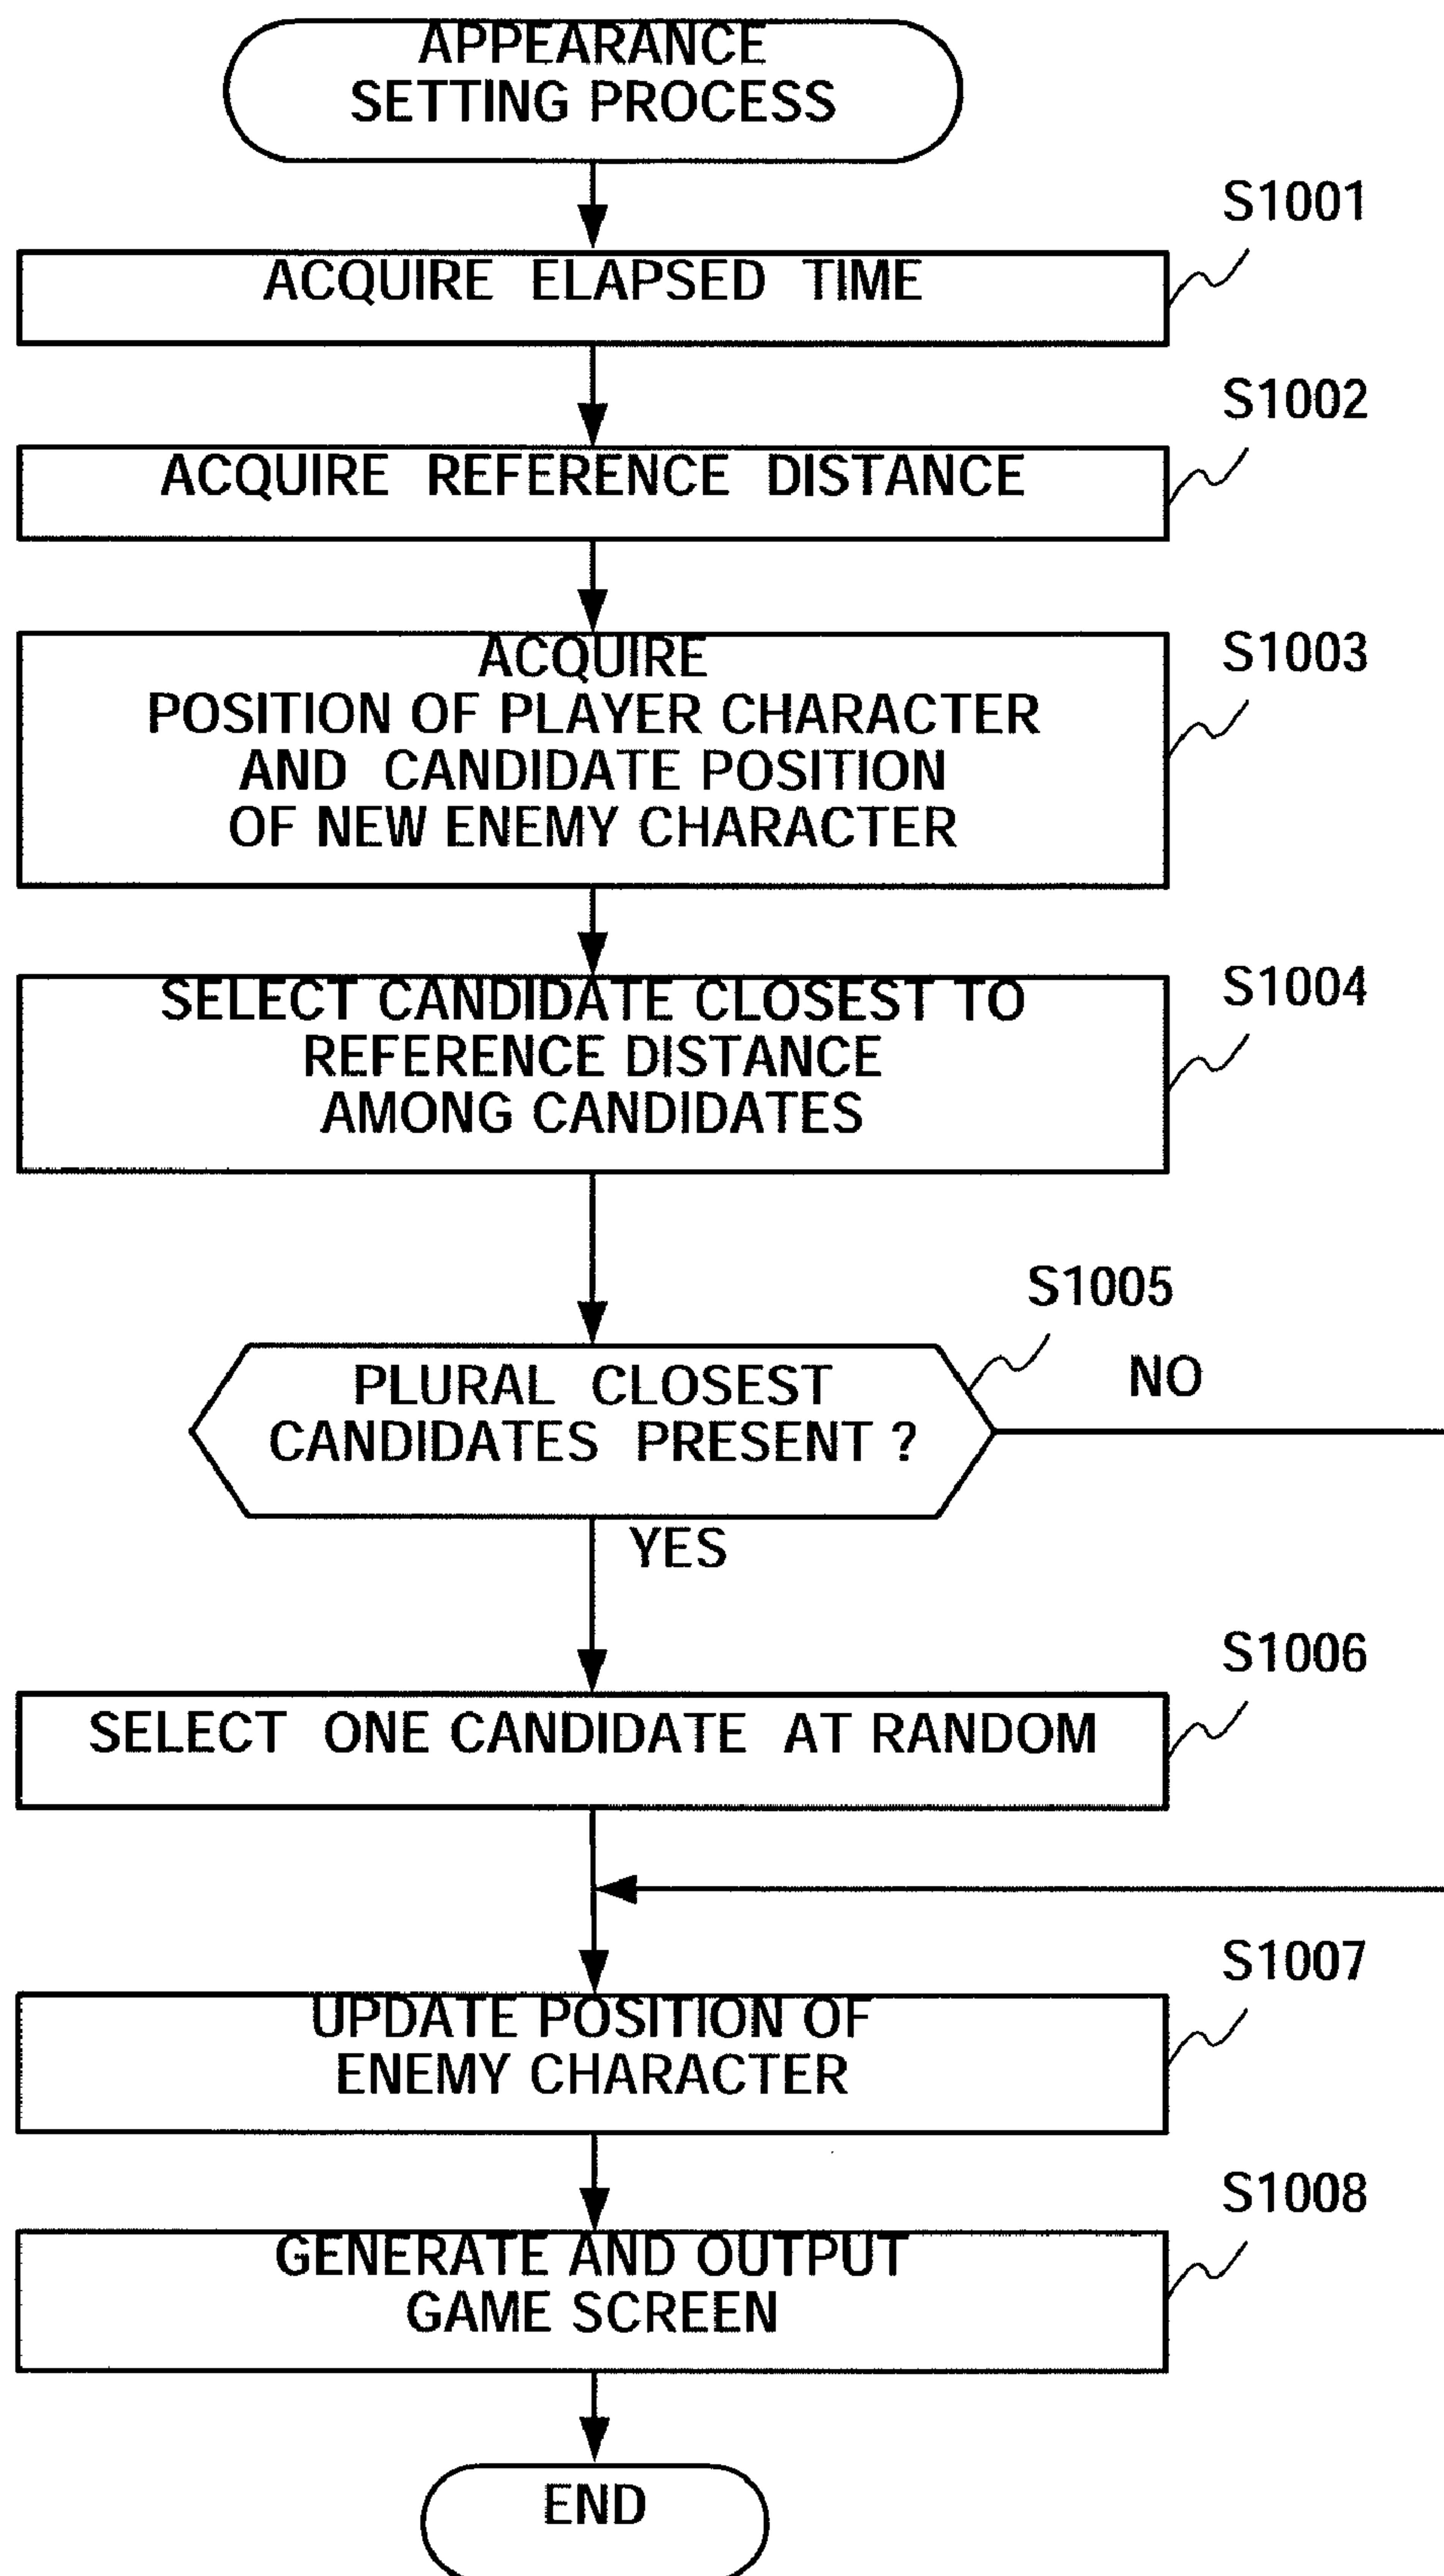 APPEARANCE
SETTING PROCESS
S1001
ACQUIRE ELAPSED TIME
S1002
ACQUIRE REFERENCE DISTANCE
S1003
ACQUIRE
POSITION OF PLAYER CHARACTER
AND CANDIDATE POSITION
OF NEW ENEMY CHARACTER
S1004
SELECT CANDIDATE CLOSEST TO
REFERENCE DISTANCE
AMONG CANDIDATES
S1005
PLURAL CLOSEST
CANDIDATES PRESENT ?
NO
YES
S1006
SELECT ONE CANDIDATE AT RANDOM
S1007
UPDATE POSITION OF
ENEMY CHARACTER
S1008
GENERATE AND OUTPUT
GAME SCREEN
END